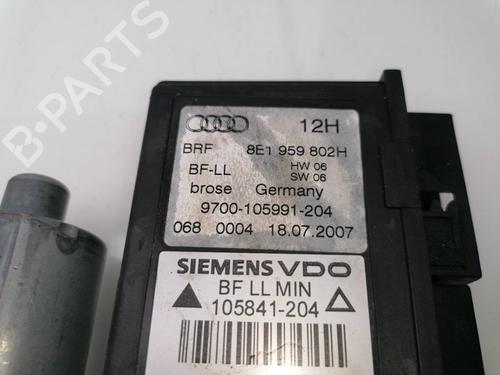 12H
BRF 8E1 959 802H
BF-LL HW 06
SW 06
brose Germany
9700-105991-204
068 0004 18.07.2007
SIEMENS VDO
BF LL MIN
105841-204
B-PARTS